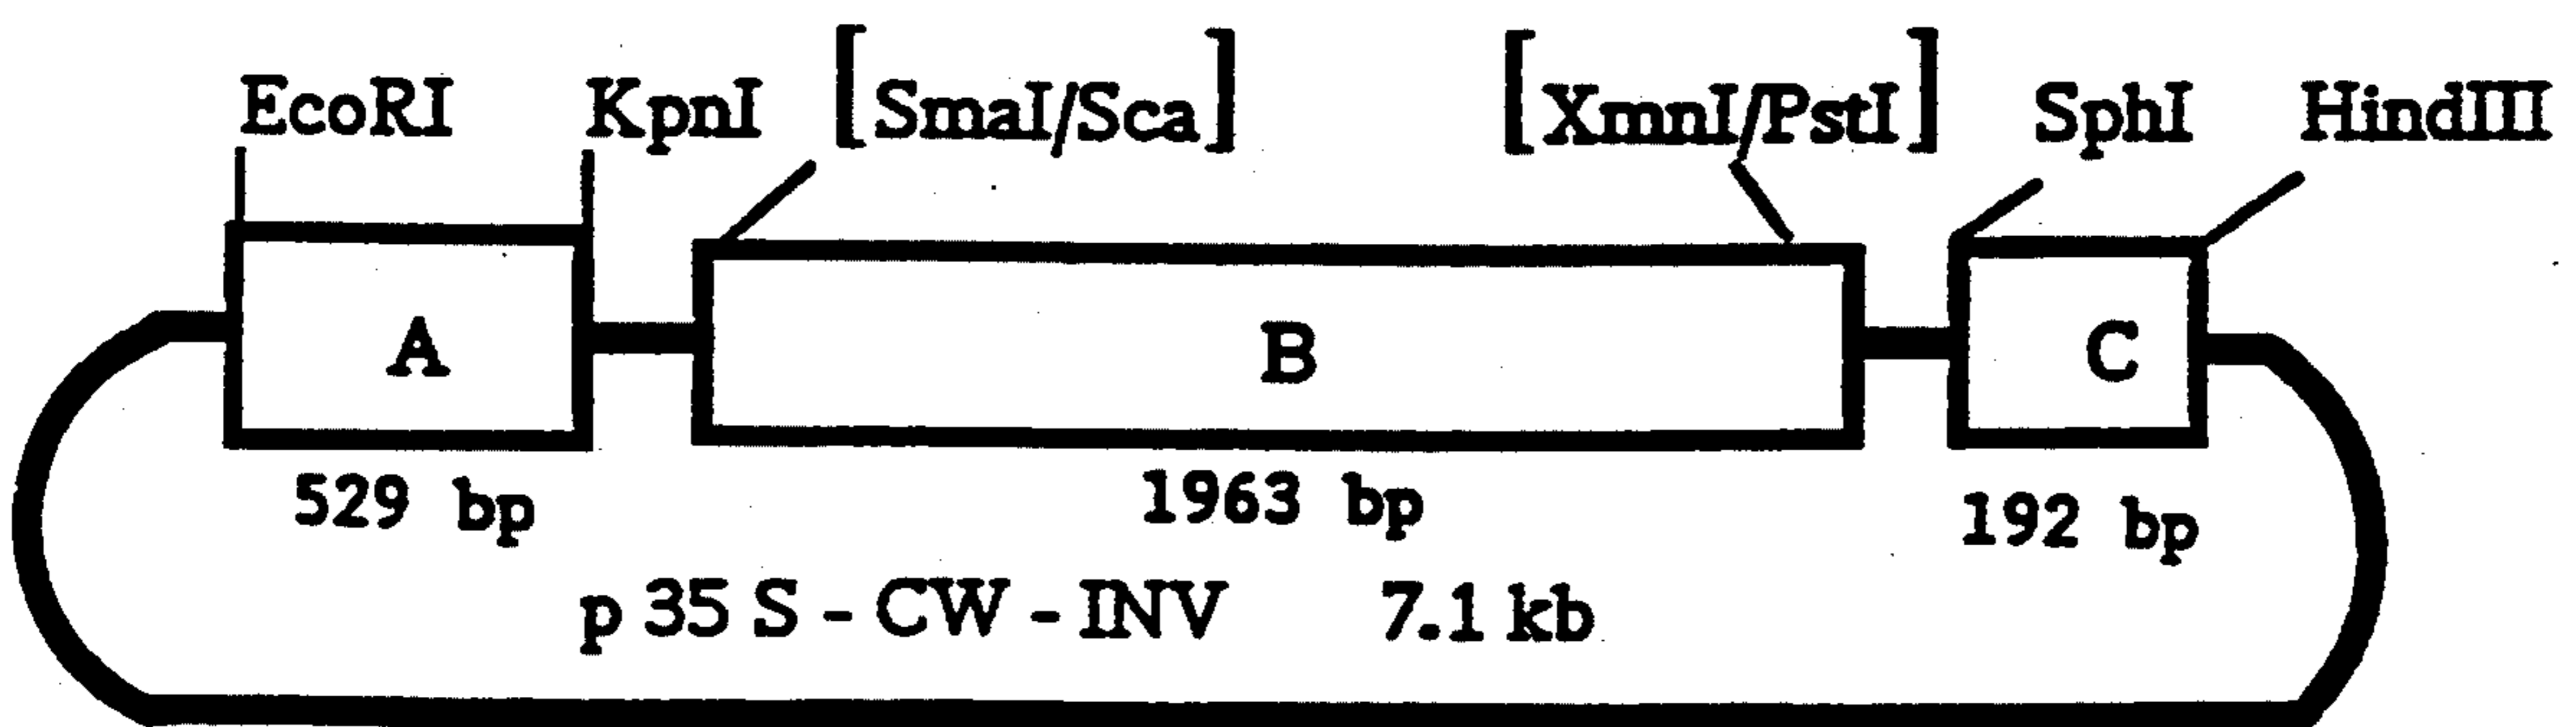 EcoRI KpnI [SmaI/Sca] [XmnI/PstI] SphI HindIII
A B C
529 bp 1963 bp 192 bp
p 35 S - CW - INV 7.1 kb